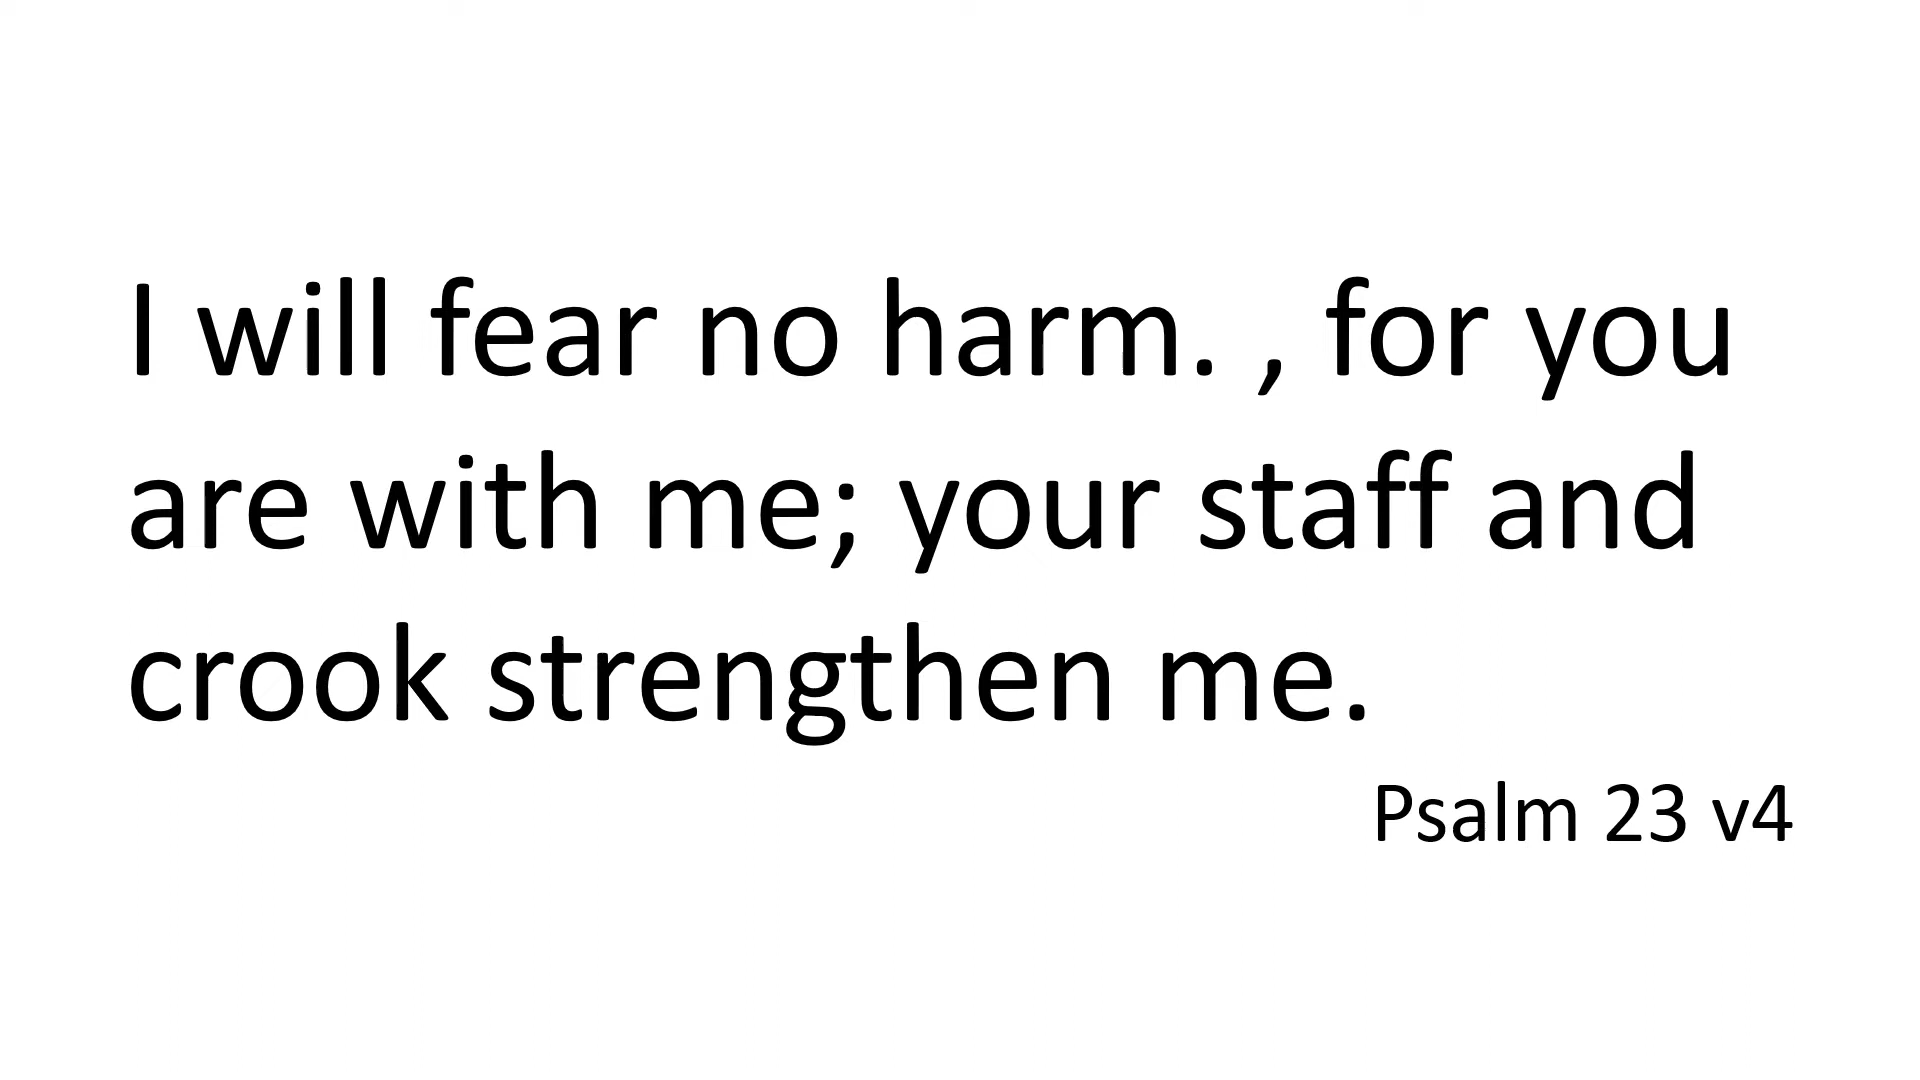 I will fear no harm. , for you
are with me; your staff and
crook strengthen me.
Psalm 23 v4